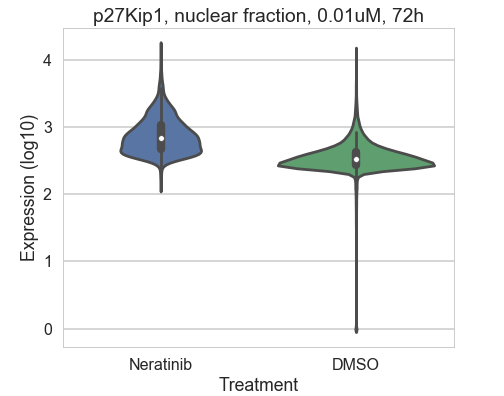 p27Kip1, nuclear fraction, 0.01uM, 72h
Expression (log10)
4
3
2
1
0
Neratinib DMSO
Treatment